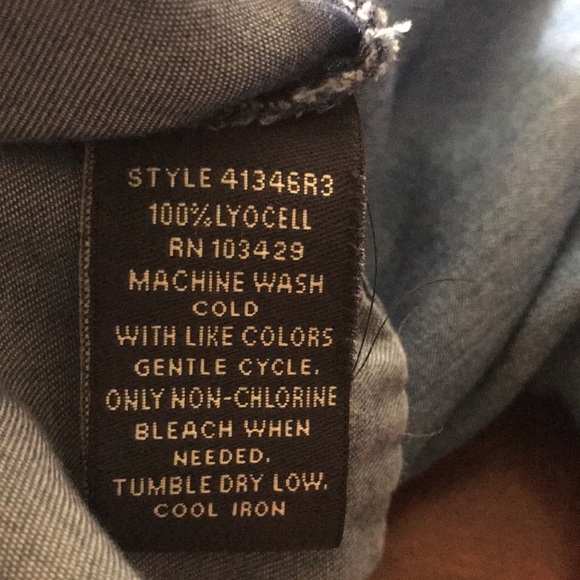 STYLE 41346R3
100%LYOCELL
RN 103429
MACHINE WASH
COLD
WITH LIKE COLORS
GENTLE CYCLE.
ONLY NON-CHLORINE
BLEACH WHEN
NEEDED.
TUMBLE DRY LOW.
COOL IRON